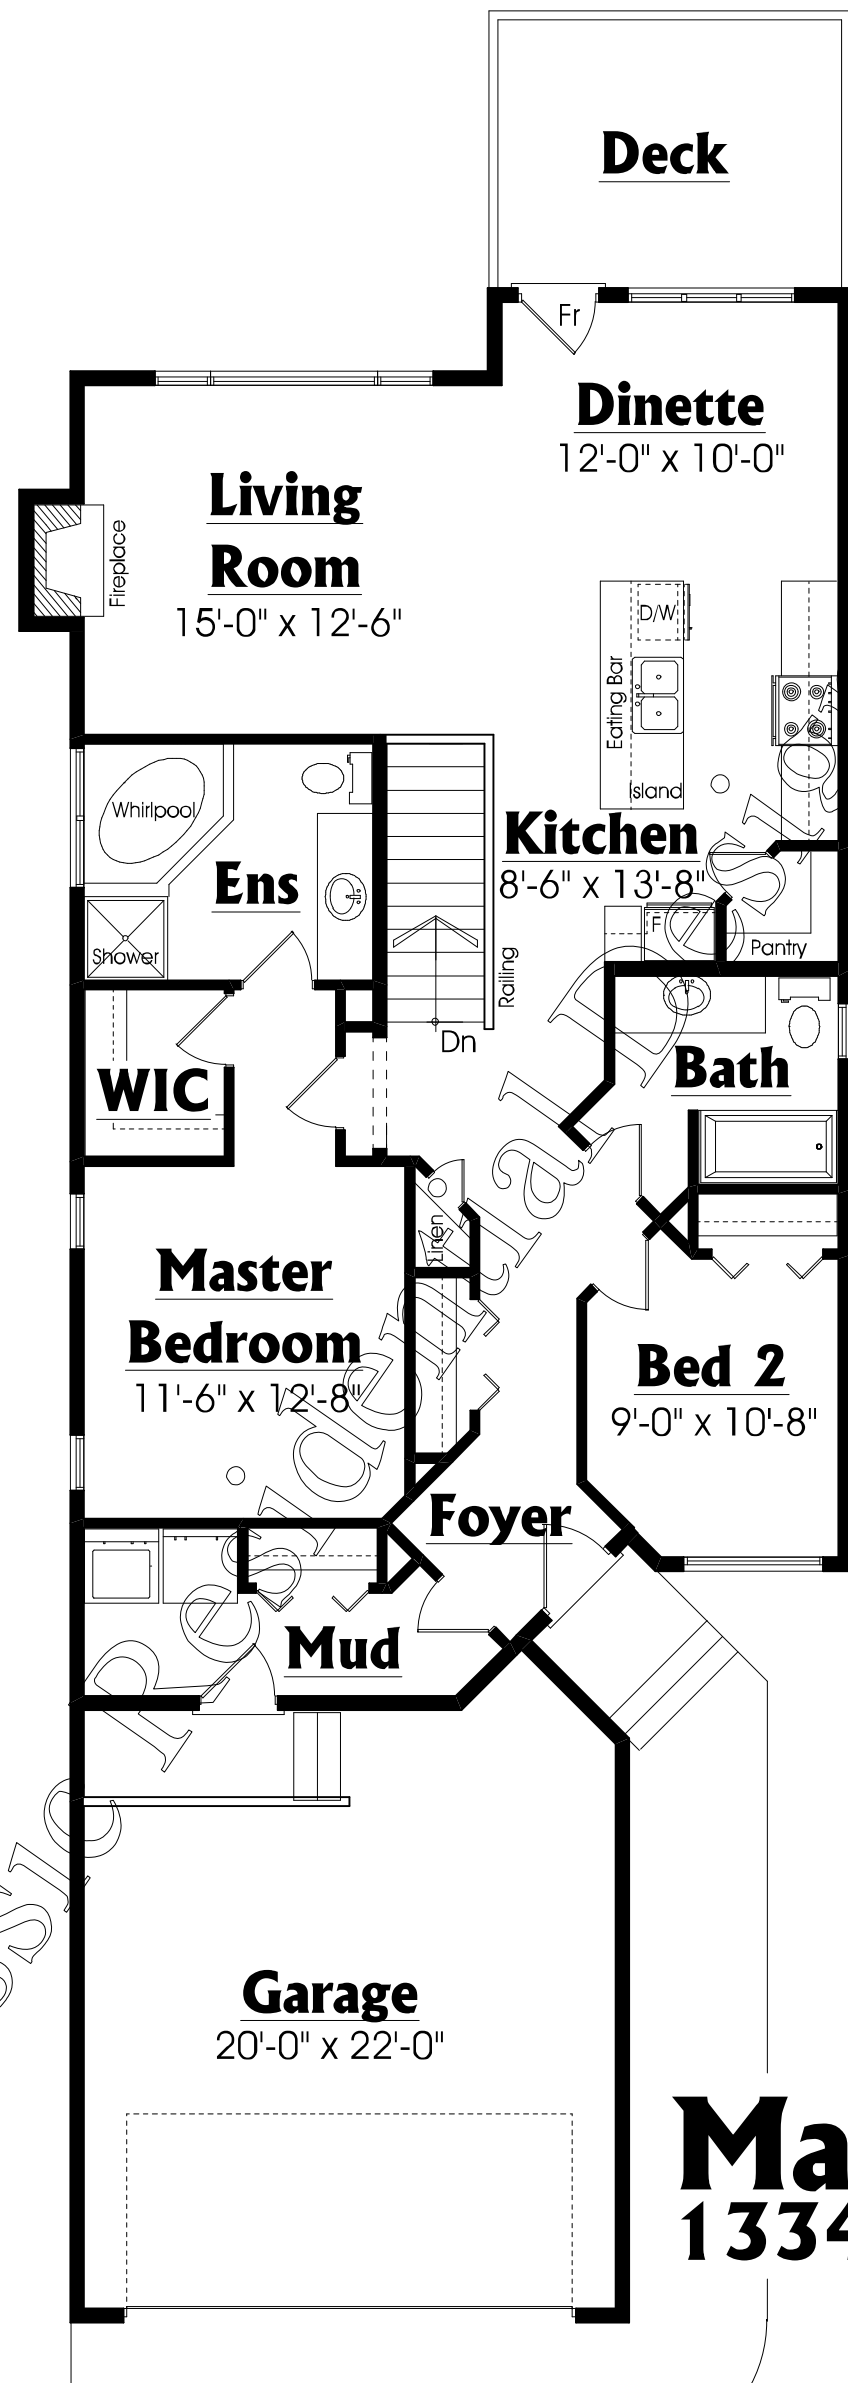 Deck
Fr
Dinette
12'-0" x 10'-0"
Living
Room
15'-0" x 12'-6"
Fireplace
D/W
Eating Bar
Island
Kitchen
8'-6" x 13'-8"
Whirlpool
Ens
Shower
F
Pantry
Railing
Dn
WIC
Bath
Linen
Master
Bedroom
11'-6" x 12'-8"
Bed 2
9'-0" x 10'-8"
Foyer
Mud
Garage
20'-0" x 22'-0"
Ma
1334
Residential Desig